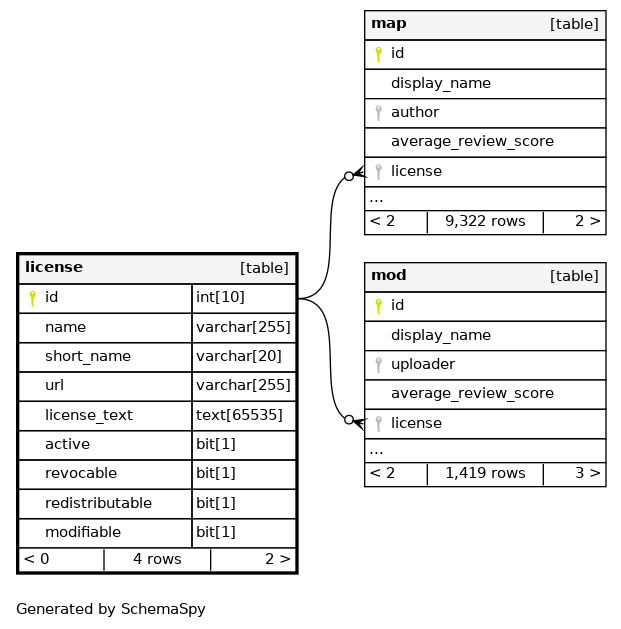 map [table]
id
display_name
author
average_review_score
license
...
< 2 9,322 rows 2 >
license [table]
id int[10]
name varchar[255]
short_name varchar[20]
url varchar[255]
license_text text[65535]
active bit[1]
revocable bit[1]
redistributable bit[1]
modifiable bit[1]
< 0 4 rows 2 >
mod [table]
id
display_name
uploader
average_review_score
license
...
< 2 1,419 rows 3 >
Generated by SchemaSpy